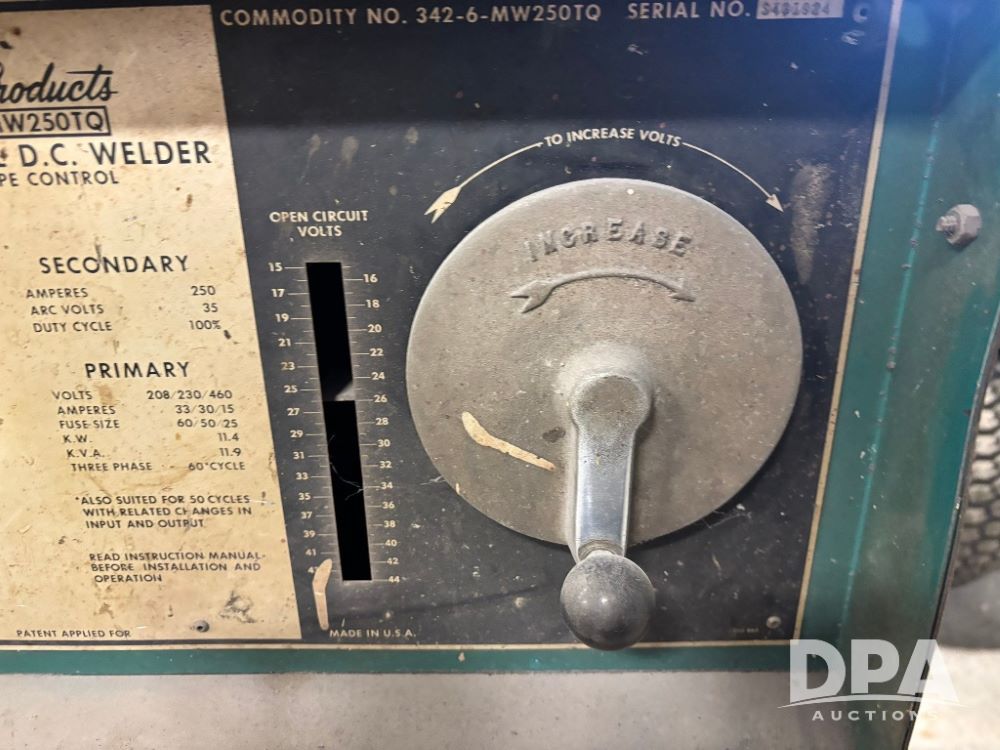 COMMODITY NO. 342-6-MW250TQ SERIAL NO.
Products
MW250TQ
D.C. WELDER
CONTROL
SECONDARY
AMPERES 250
ARC VOLTS 35
DUTY CYCLE 100%
PRIMARY
VOLTS 208/230/460
AMPERES 33/30/15
FUSE-SIZE 60/50/25
K.W. 11.4
K.V.A. 11.9
THREE PHASE 60*CYCLE
*ALSO SUITED FOR 50 CYCLES
WITH RELATED CHANGES IN
INPUT AND OUTPUT
READ INSTRUCTION MANUAL
BEFORE INSTALLATION AND
OPERATION
PATENT APPLIED FOR
OPEN CIRCUIT
VOLTS
15
16
17
18
19
20
21
22
23
24
25
26
27
28
29
30
31
32
33
34
35
36
37
38
39
40
41
42
44
MADE IN U.S.A.
TO INCREASE VOLTS
INCREASE
DPA
AUCTIONS